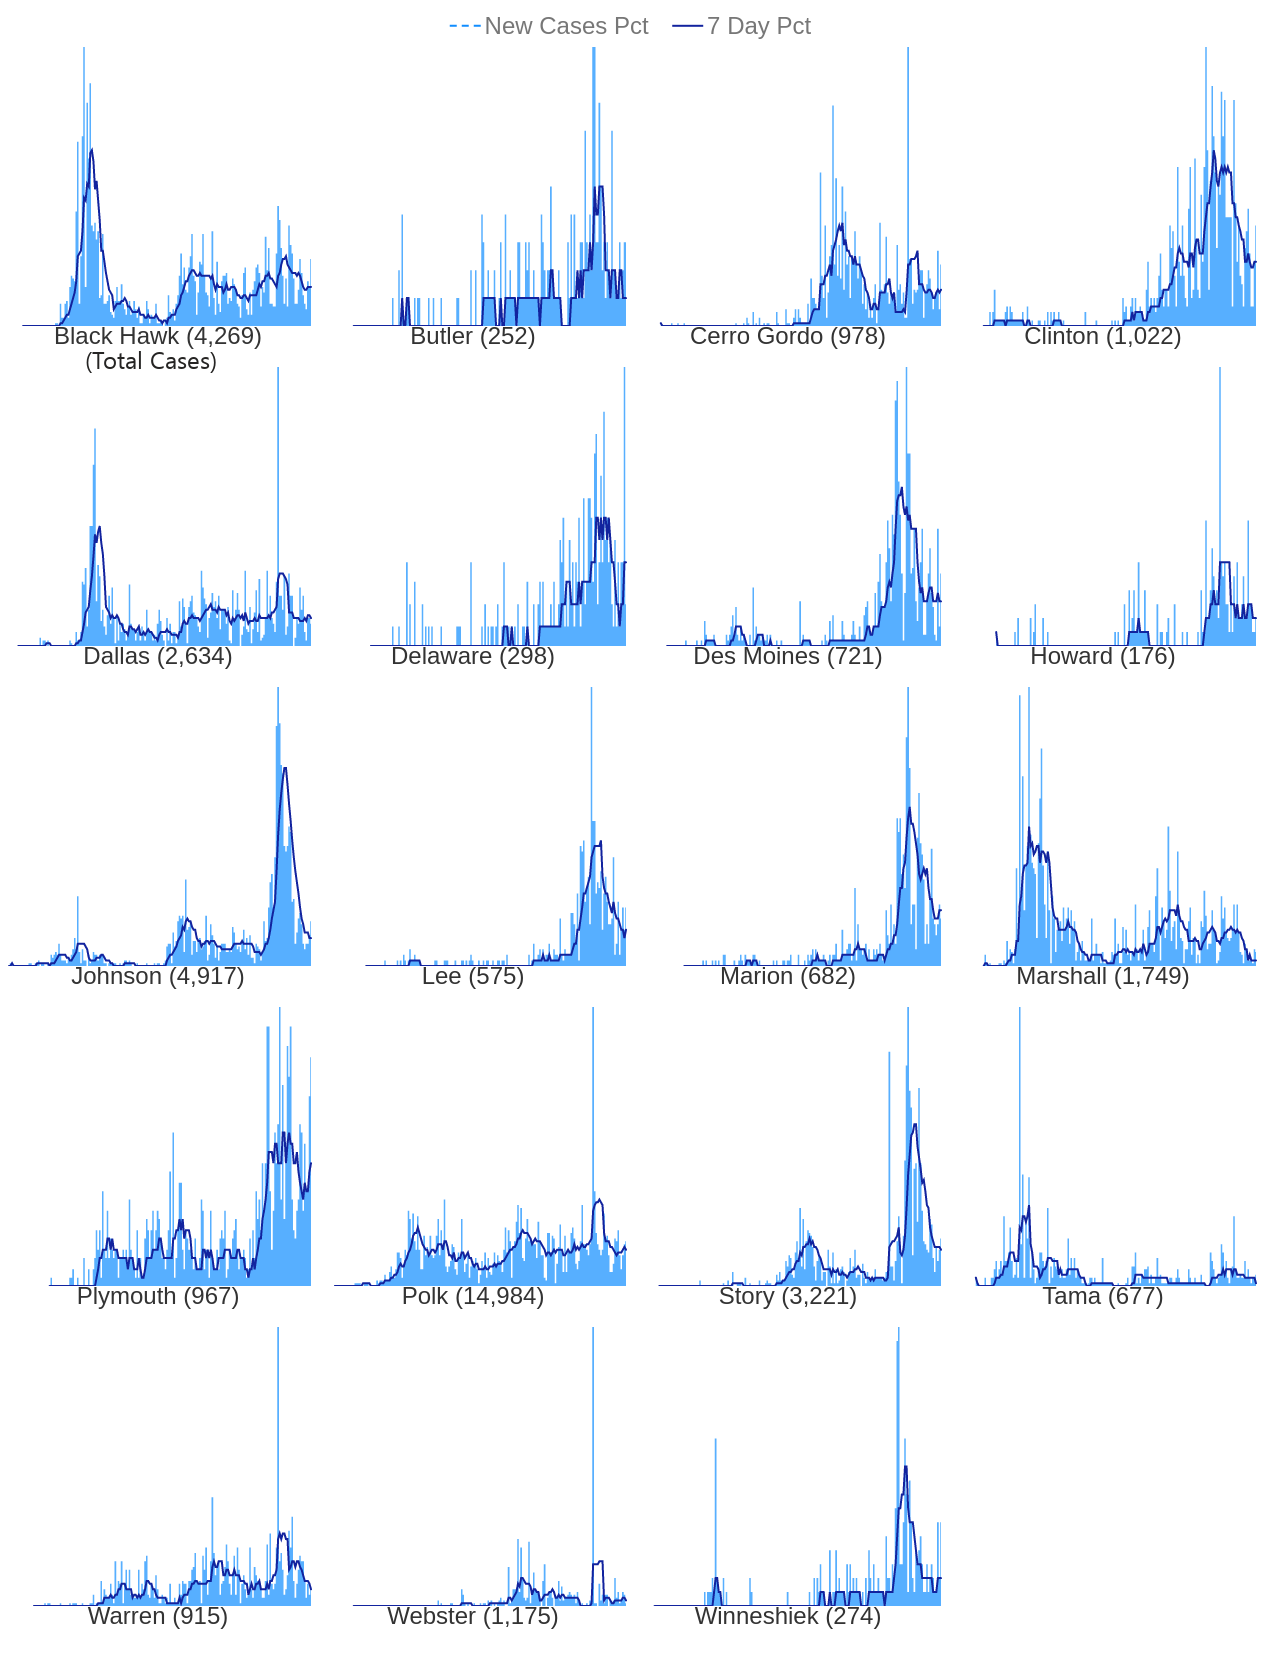 New Cases Pct 7 Day Pct
Black Hawk (4,269) Butler (252) Cerro Gordo (978) Clinton (1,022)
(Total Cases)
Dallas (2,634) Delaware (298) Des Moines (721) Howard (176)
Johnson (4,917) Lee (575) Marion (682) Marshall (1,749)
Plymouth (967) Polk (14,984) Story (3,221) Tama (677)
Warren (915) Webster (1,175) Winneshiek (274)